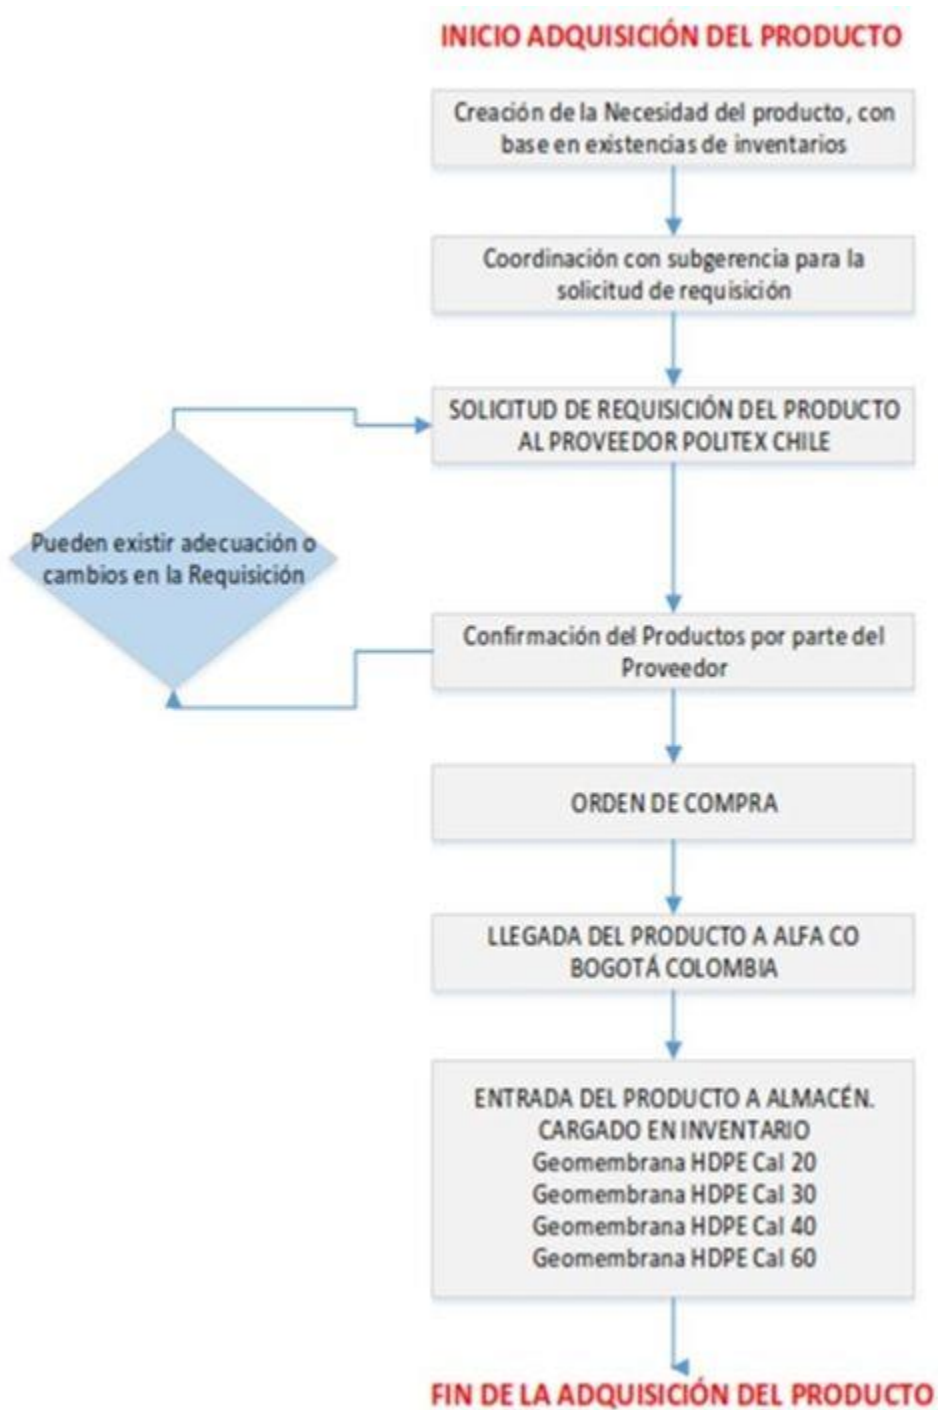 INICIO ADQUISICIÓN DEL PRODUCTO
Creación de la Necesidad del producto, con
base en existencias de inventarios
Coordinación con subgerencia para la
solicitud de requisición
SOLICITUD DE REQUISICIÓN DEL PRODUCTO
AL PROVEEDOR POLITEX CHILE
Pueden existir adecuación o
cambios en la Requisición
Confirmación del Productos por parte del
Proveedor
ORDEN DE COMPRA
LLEGADA DEL PRODUCTO A ALFA CO
BOGOTÁ COLOMBIA
ENTRADA DEL PRODUCTO A ALMACÉN.
CARGADO EN INVENTARIO
Geomembrana HDPE Cal 20
Geomembrana HDPE Cal 30
Geomembrana HDPE Cal 40
Geomembrana HDPE Cal 60
FIN DE LA ADQUISICIÓN DEL PRODUCTO